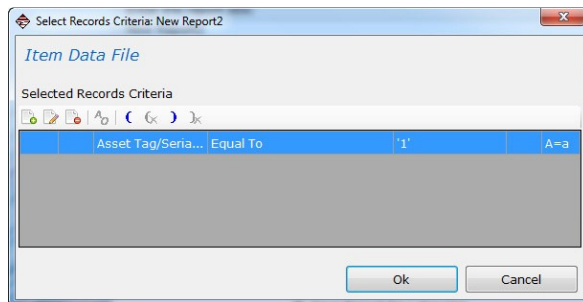 Select Records Criteria: New Report2
Item Data File
Selected Records Criteria
Asset Tag/Seria... Equal To '1' A=a
Ok Cancel